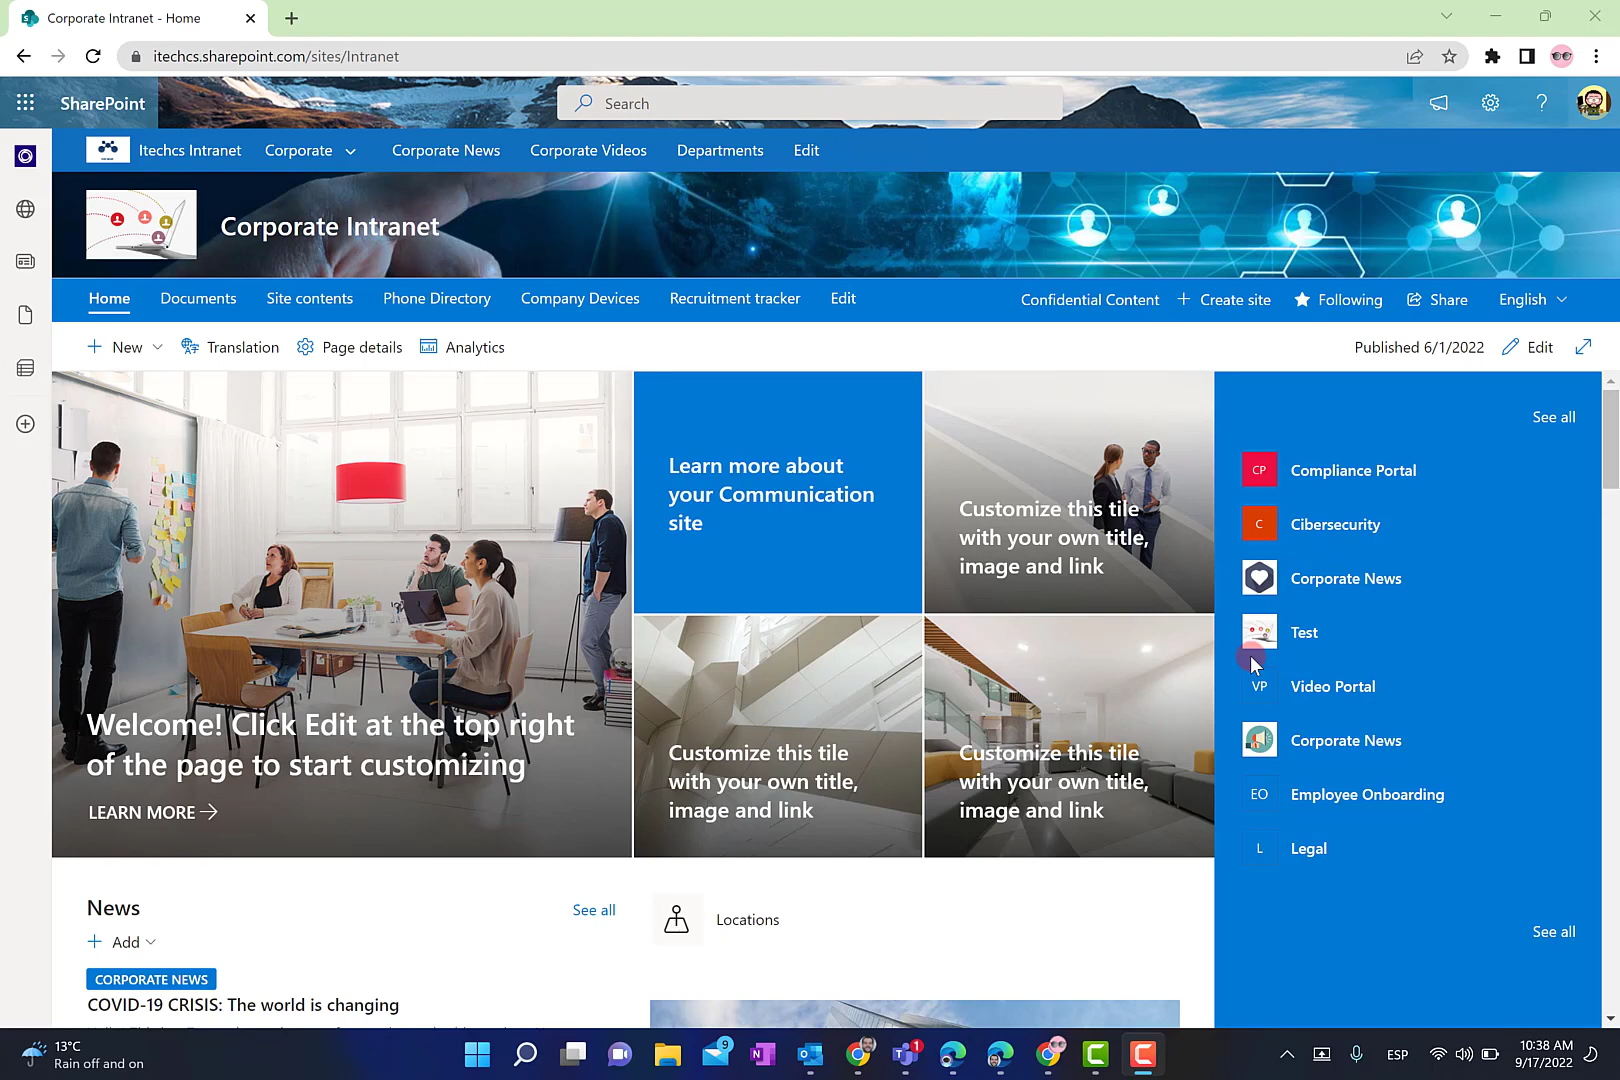 Corporate Intranet - Home
itechcs.sharepoint.com/sites/Intranet
SharePoint
Search
Itechcs Intranet
Corporate
Corporate News
Corporate Videos
Departments
Edit
Corporate Intranet
Home
Documents
Site contents
Phone Directory
Company Devices
Recruitment tracker
Edit
Confidential Content
Create site
Following
Share
English
New
Translation
Page details
Analytics
Published 6/1/2022
Edit
Welcome! Click Edit at the top right
of the page to start customizing
LEARN MORE
Learn more about
your Communication
site
Customize this tile
with your own title,
image and link
Customize this tile
with your own title,
image and link
Customize this tile
with your own title,
image and link
See all
CP Compliance Portal
C Cibersecurity
Corporate News
Test
VP Video Portal
Corporate News
EO Employee Onboarding
L Legal
See all
News
See all
Add
CORPORATE NEWS
COVID-19 CRISIS: The world is changing
Locations
13°C
Rain off and on
9
1
ESP
10:38 AM
9/17/2022